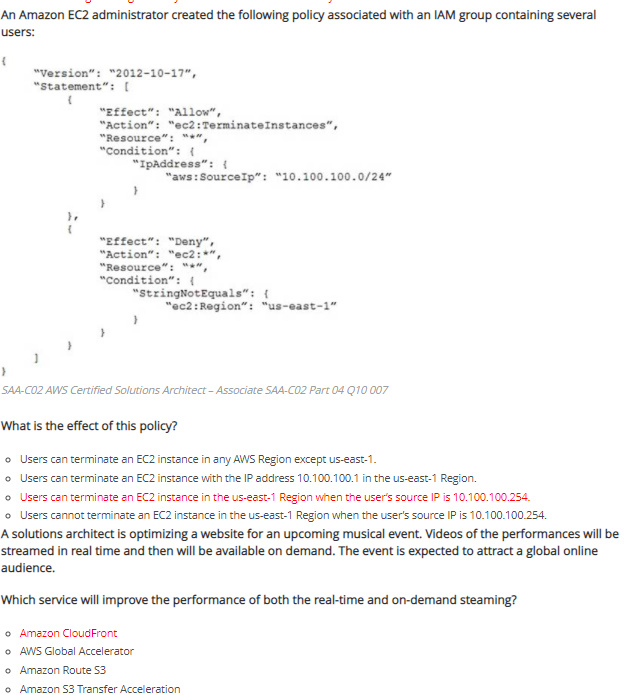 An Amazon EC2 administrator created the following policy associated with an IAM group containing several
users:
{
"Version": "2012-10-17",
"Statement": [
{
"Effect": "Allow",
"Action": "ec2:TerminateInstances",
"Resource": "*",
"Condition": {
"IpAddress": {
"aws:SourceIp": "10.100.100.0/24"
}
}
},
{
"Effect": "Deny",
"Action": "ec2:*",
"Resource": "*",
"Condition": {
"StringNotEquals": {
"ec2:Region": "us-east-1"
}
}
}
]
}
SAA-C02 AWS Certified Solutions Architect – Associate SAA-C02 Part 04 Q10 007
What is the effect of this policy?
Users can terminate an EC2 instance in any AWS Region except us-east-1.
Users can terminate an EC2 instance with the IP address 10.100.100.1 in the us-east-1 Region.
Users can terminate an EC2 instance in the us-east-1 Region when the user's source IP is 10.100.100.254.
Users cannot terminate an EC2 instance in the us-east-1 Region when the user's source IP is 10.100.100.254.
A solutions architect is optimizing a website for an upcoming musical event. Videos of the performances will be
streamed in real time and then will be available on demand. The event is expected to attract a global online
audience.
Which service will improve the performance of both the real-time and on-demand steaming?
Amazon CloudFront
AWS Global Accelerator
Amazon Route S3
Amazon S3 Transfer Acceleration